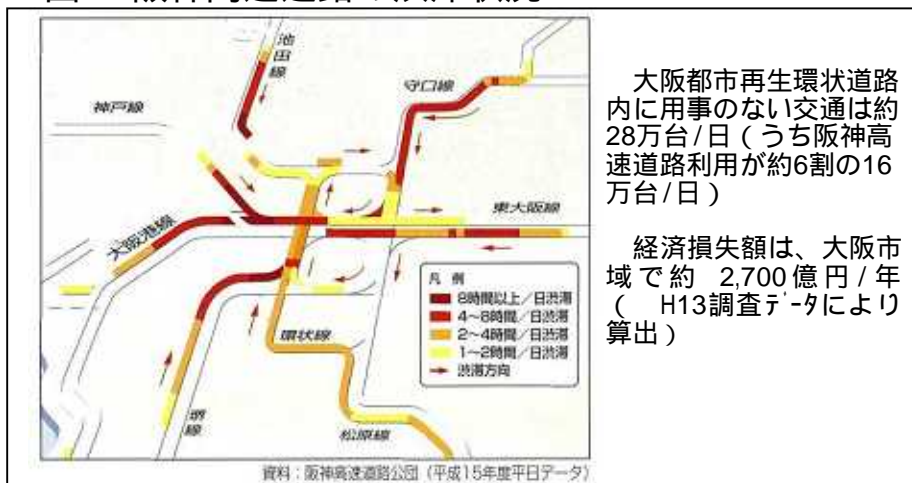 池田線
守口線
神戸線
東大阪線
大阪港線
凡 例
8時間以上/日渋滞
4~8時間/日渋滞
2~4時間/日渋滞
1~2時間/日渋滞
渋滞方向
環状線
堺線
松原線
資料:阪神高速道路公団(平成15年度平日データ)
大阪都市再生環状道路
内に用事のない交通は約
28万台/日(うち阪神高
速道路利用が約6割の16
万台/日)
経済損失額は、大阪市
域で約 2,700億円/年
( H13調査データにより
算出)